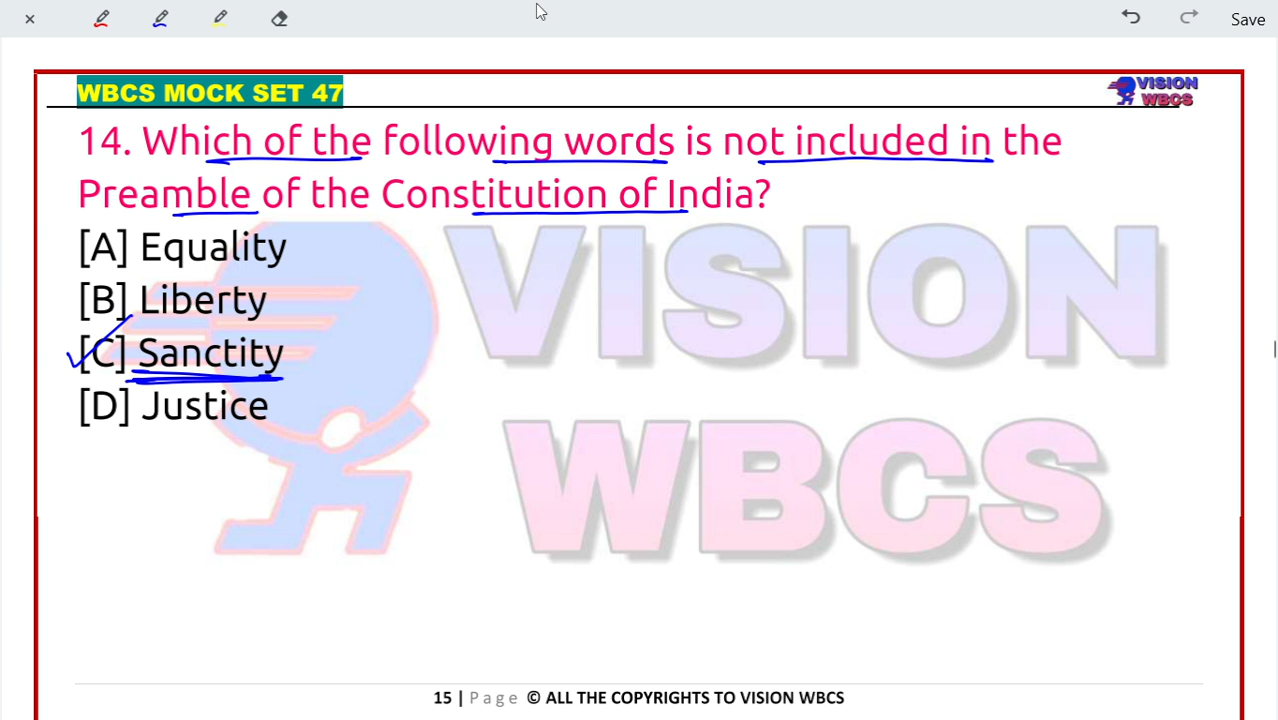 Save
WBCS MOCK SET 47
VISION
WBCS
14. Which of the following words is not included in the
Preamble of the Constitution of India?
[A] Equality
[B] Liberty
[C] Sanctity
[D] Justice
VISION
WBCS
15 | Page © ALL THE COPYRIGHTS TO VISION WBCS